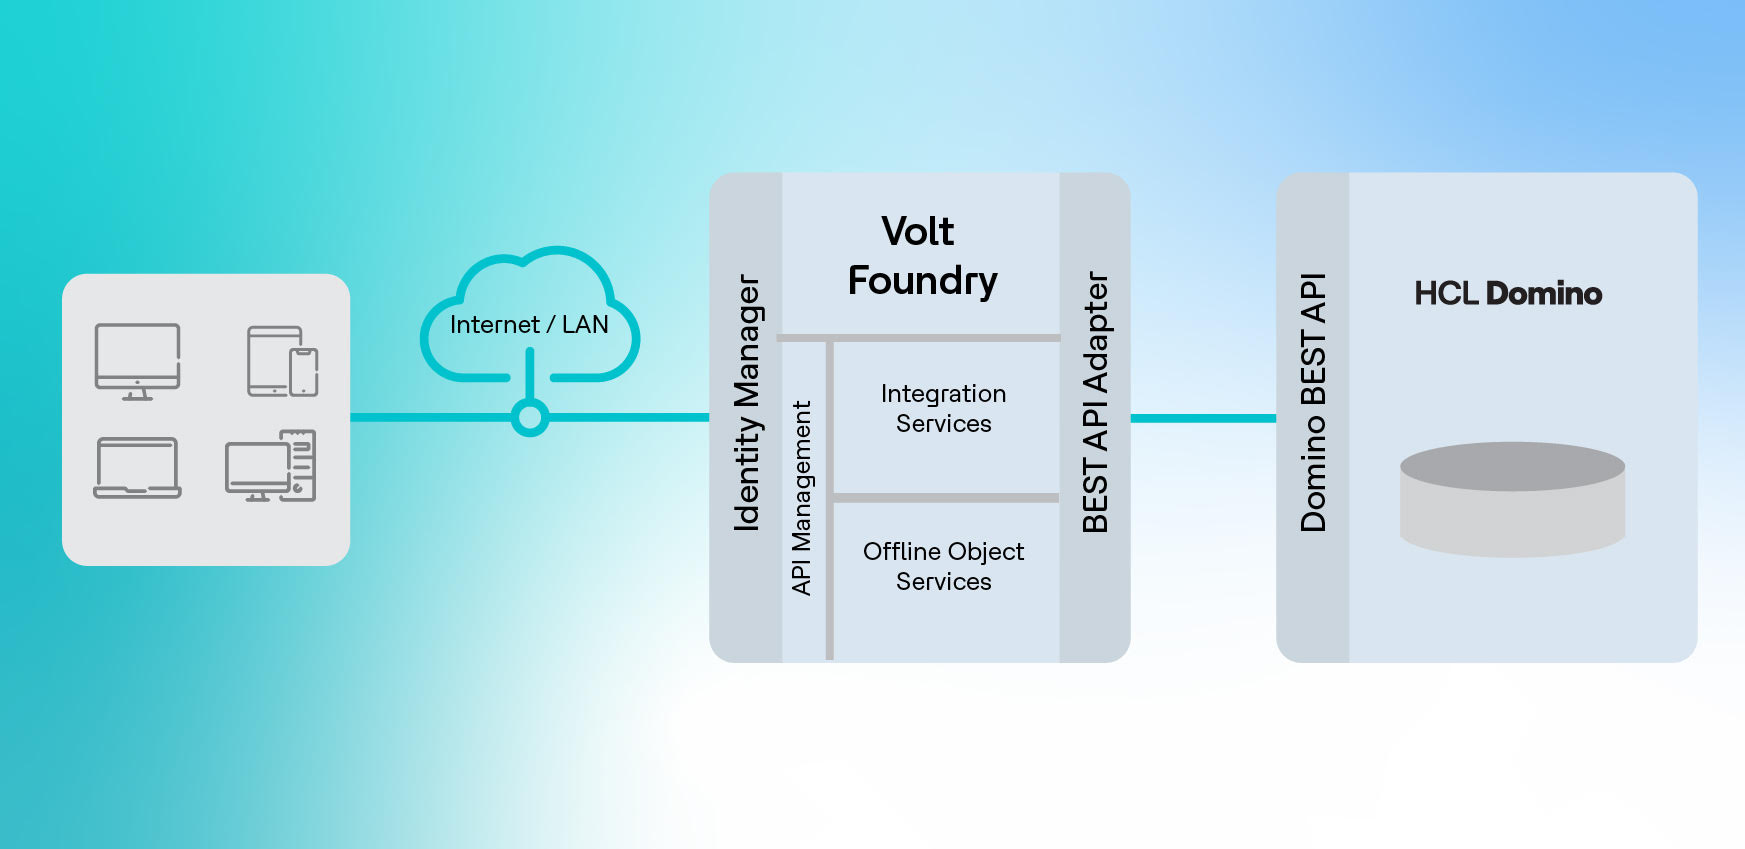 Internet / LAN
Identity Manager
Volt
Foundry
API Management
Integration
Services
Offline Object
Services
BEST API Adapter
Domino BEST API
HCL Domino